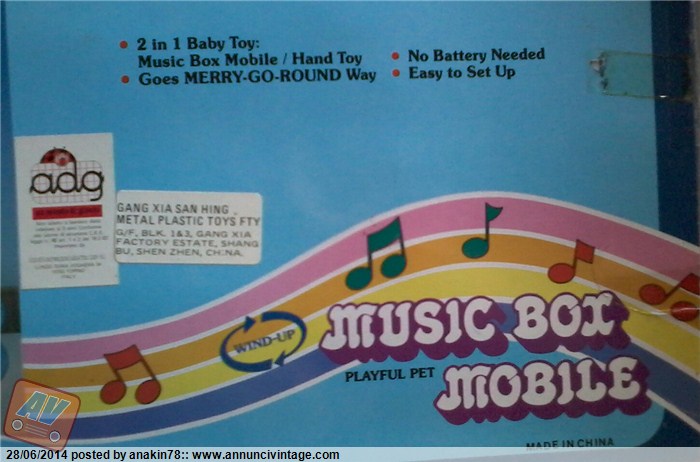 • 2 in 1 Baby Toy:
Music Box Mobile / Hand Toy
• Goes MERRY-GO-ROUND Way
• No Battery Needed
• Easy to Set Up
adg
GANG XIA SAN HING
METAL PLASTIC TOYS FTY
G/F, BLK. 1&3, GANG XIA
FACTORY ESTATE, SHANG
BU, SHEN ZHEN, CHINA.
WIND-UP
MUSIC BOX
PLAYFUL PET
MOBILE
MADE IN CHINA
AV
28/06/2014 posted by anakin78:: www.annuncivintage.com